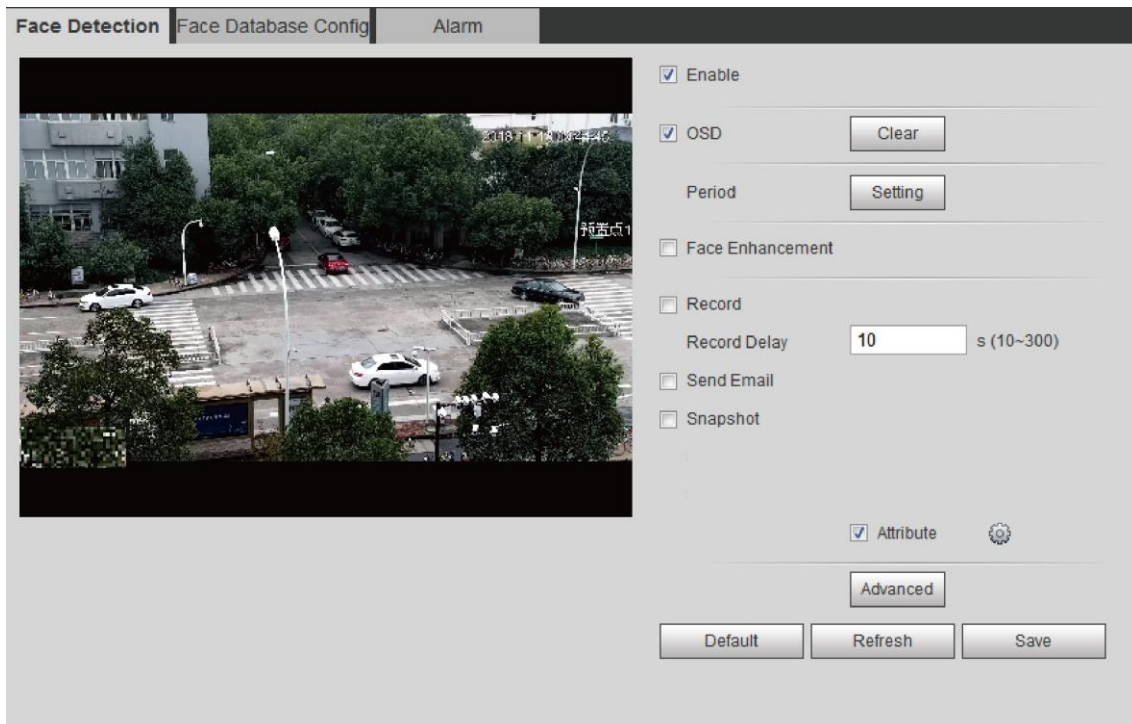 Face Detection Face Database Config Alarm
Enable
OSD Clear
预置点1
Period Setting
Face Enhancement
Record
Record Delay 10 s (10~300)
Send Email
Snapshot
Attribute
Advanced
Default Refresh Save